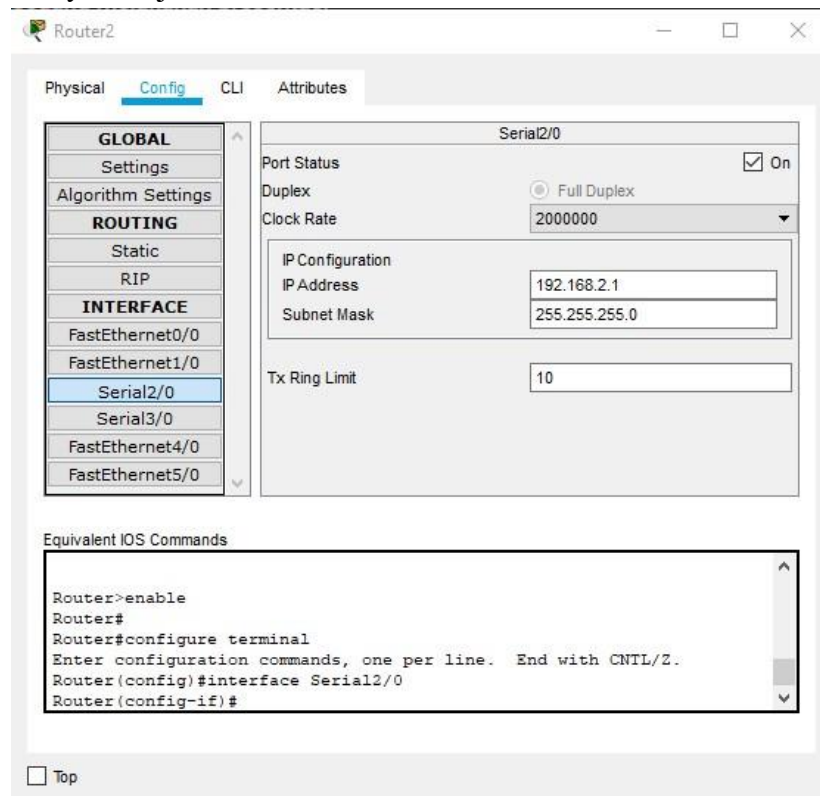 Router2
Physical Config CLI Attributes
GLOBAL
Settings
Algorithm Settings
ROUTING
Static
RIP
INTERFACE
FastEthernet0/0
FastEthernet1/0
Serial2/0
Serial3/0
FastEthernet4/0
FastEthernet5/0
Serial2/0
Port Status On
Duplex Full Duplex
Clock Rate 2000000
IP Configuration
IP Address 192.168.2.1
Subnet Mask 255.255.255.0
Tx Ring Limit 10
Equivalent IOS Commands
Router>enable
Router#
Router#configure terminal
Enter configuration commands, one per line. End with CNTL/Z.
Router(config)#interface Serial2/0
Router(config-if)#
Top